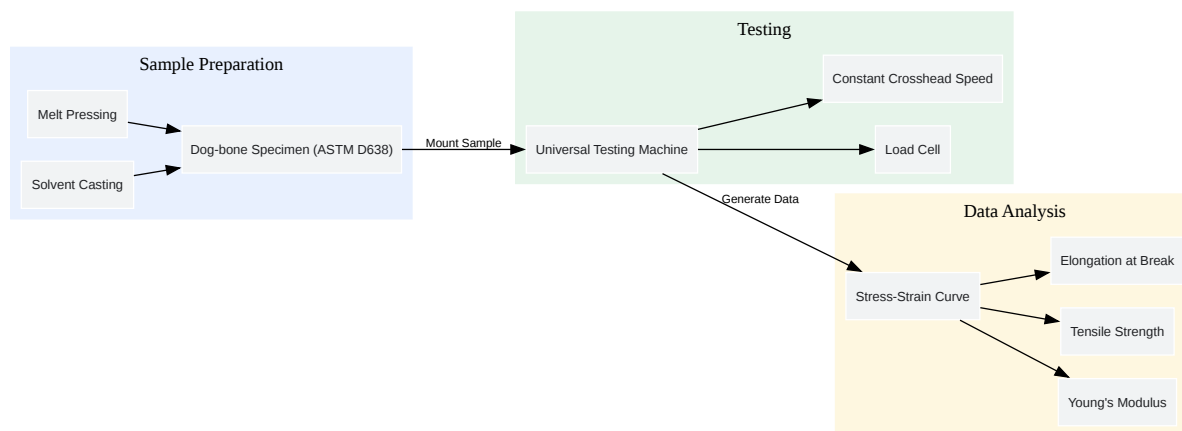 Sample Preparation
Melt Pressing
Solvent Casting
Dog-bone Specimen (ASTM D638)
Mount Sample
Testing
Universal Testing Machine
Constant Crosshead Speed
Load Cell
Generate Data
Data Analysis
Stress-Strain Curve
Elongation at Break
Tensile Strength
Young's Modulus